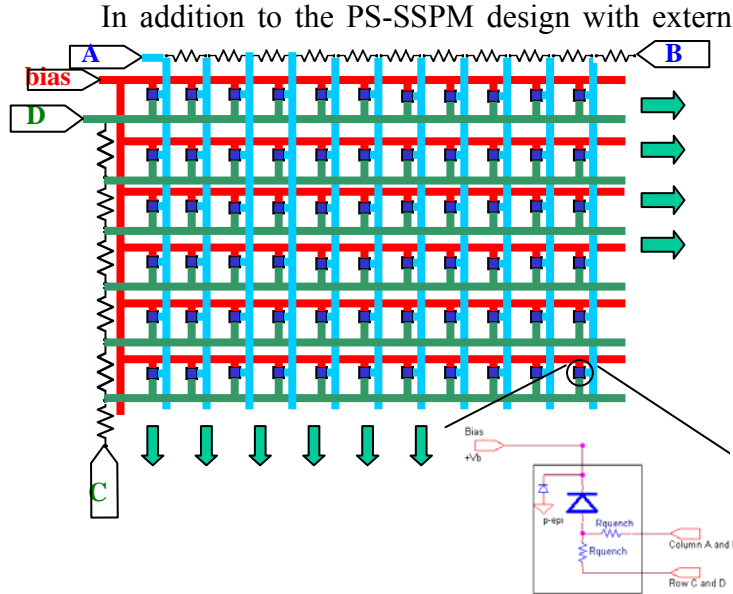 In addition to the PS-SSPM design with extern
A
B
bias
D
C
Bias
+Vb
p-epi
Rquench
Rquench
Column A and
Row C and D